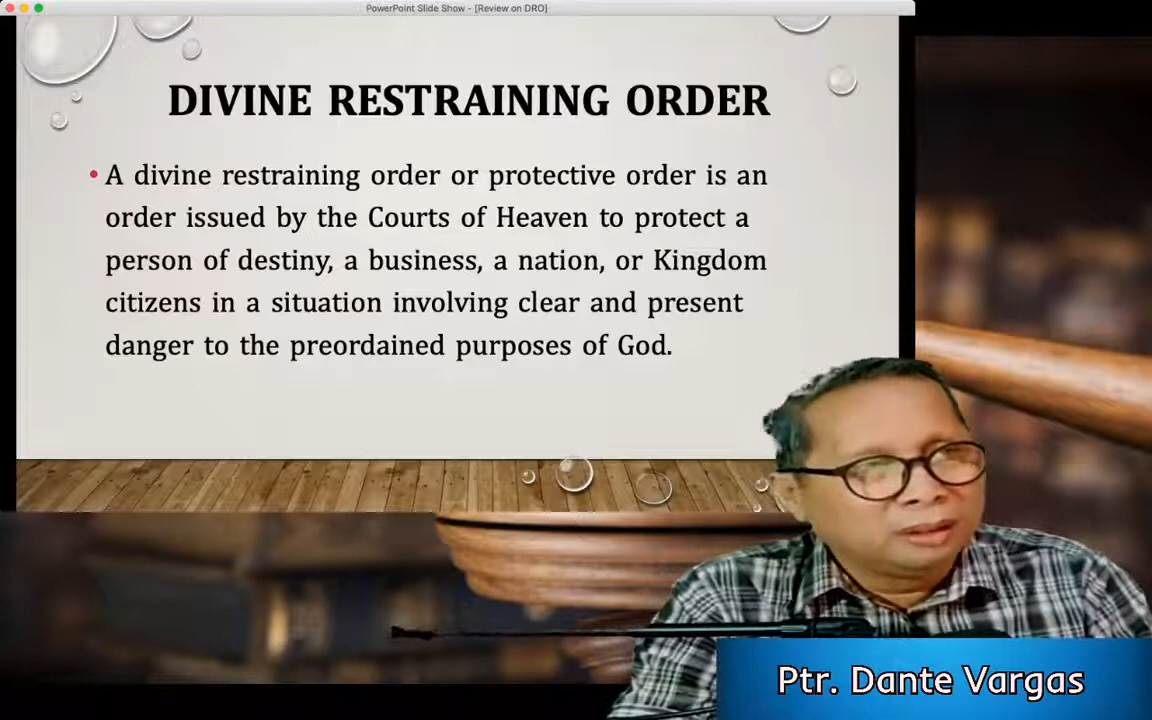 PowerPoint Slide Show - [Review on DRO]
DIVINE RESTRAINING ORDER
• A divine restraining order or protective order is an
order issued by the Courts of Heaven to protect a
person of destiny, a business, a nation, or Kingdom
citizens in a situation involving clear and present
danger to the preordained purposes of God.
Ptr. Dante Vargas